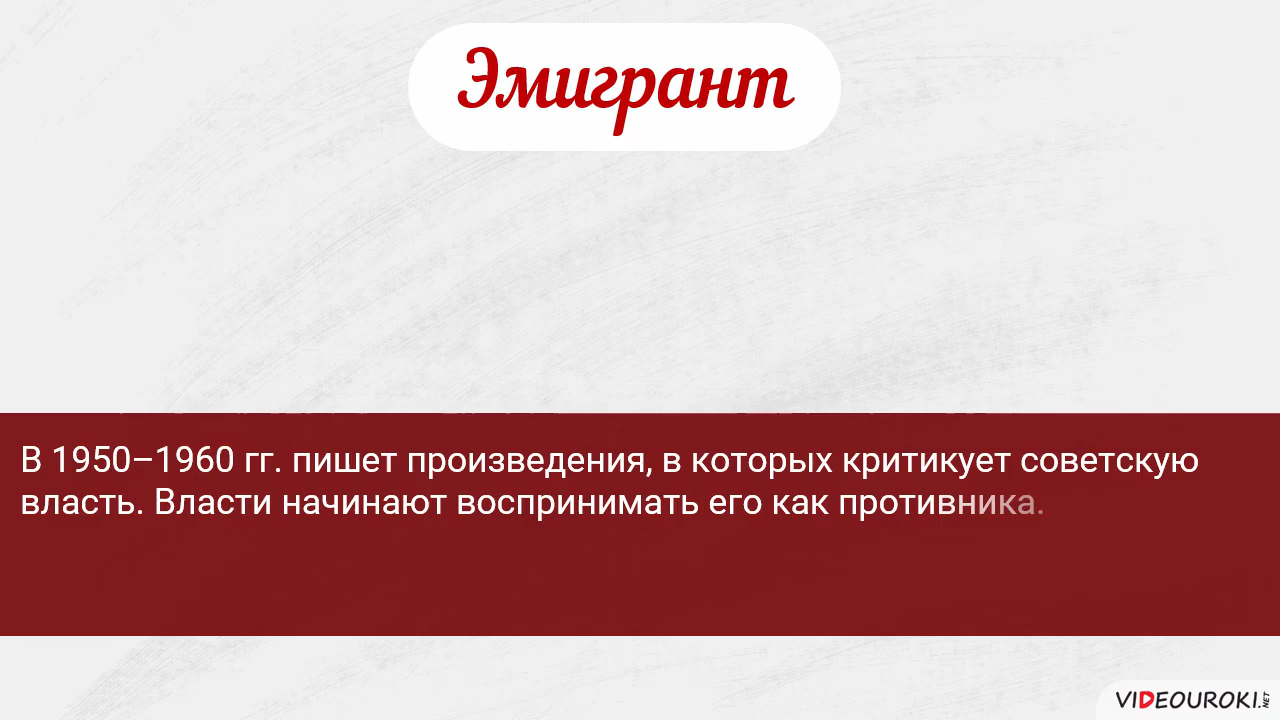 Эмигрант
В 1950–1960 гг. пишет произведения, в которых критикует советскую
власть. Власти начинают воспринимать его как противника.
VIDEOUROKI.NET